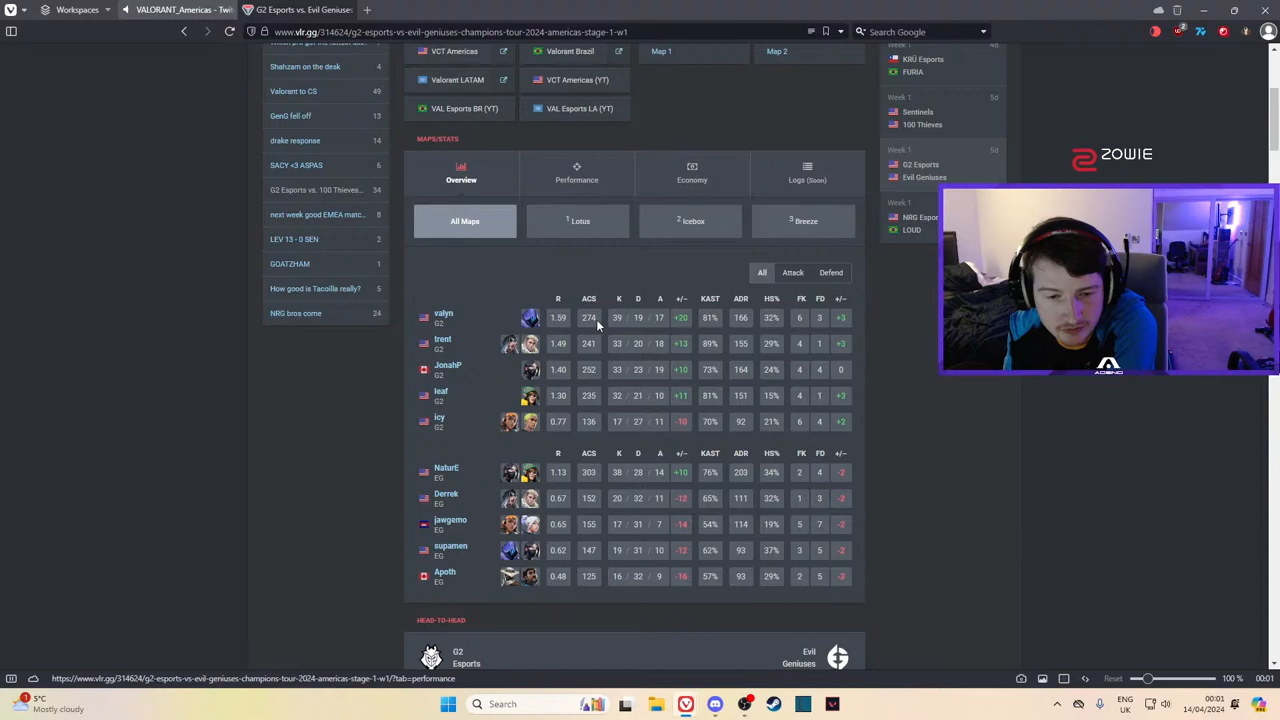 Workspaces
VALORANT_Americas - Twit
G2 Esports vs. Evil Geniuses:
www.vlr.gg/314624/g2-esports-vs-evil-geniuses-champions-tour-2024-americas-stage-1-w1
Search Google
Shahzam on the desk 4
Valorant to CS 49
GenG fell off 13
drake response 14
SACY <3 ASPAS 6
G2 Esports vs. 100 Thieves... 34
next week good EMEA matc... 8
LEV 13 - 0 SEN 2
GOATZHAM 1
How good is Tacoilla really? 5
NRG bros come 24
VCT Americas
Valorant Brazil
Map 1
Map 2
Valorant LATAM
VCT Americas (YT)
VAL Esports BR (YT)
VAL Esports LA (YT)
MAPS/STATS
Overview
Performance
Economy
Logs (Soon)
All Maps
1 Lotus
2 Icebox
3 Breeze
All Attack Defend
R ACS K D A +/– KAST ADR HS% FK FD +/–
valyn G2 1.59 274 39 / 19 / 17 +20 81% 166 32% 6 3 +3
trent G2 1.49 241 33 / 20 / 18 +13 89% 155 29% 4 1 +3
JonahP G2 1.40 252 33 / 23 / 19 +10 73% 164 24% 4 4 0
leaf G2 1.30 235 32 / 21 / 10 +11 81% 151 15% 4 1 +3
icy G2 0.77 136 17 / 27 / 11 -10 70% 92 21% 6 4 +2
R ACS K D A +/– KAST ADR HS% FK FD +/–
NaturE EG 1.13 303 38 / 28 / 14 +10 76% 203 34% 2 4 -2
Derrek EG 0.67 152 20 / 32 / 11 -12 65% 111 32% 1 3 -2
jawgemo EG 0.65 155 17 / 31 / 7 -14 54% 114 19% 5 7 -2
supamen EG 0.62 147 19 / 31 / 10 -12 62% 93 37% 3 5 -2
Apoth EG 0.48 125 16 / 32 / 9 -16 57% 93 29% 2 5 -3
HEAD-TO-HEAD
G2
Esports
Evil
Geniuses
Week 1 4d
KRÜ Esports
FURIA
Week 1 5d
Sentinels
100 Thieves
Week 1 5d
G2 Esports
Evil Geniuses
Week 1
NRG Espor
LOUD
ZOWIE
https://www.vlr.gg/314624/g2-esports-vs-evil-geniuses-champions-tour-2024-americas-stage-1-w1/?tab=performance
Reset 100 % 00:01
5°C
Mostly cloudy
Search
ENG
UK
00:01
14/04/2024